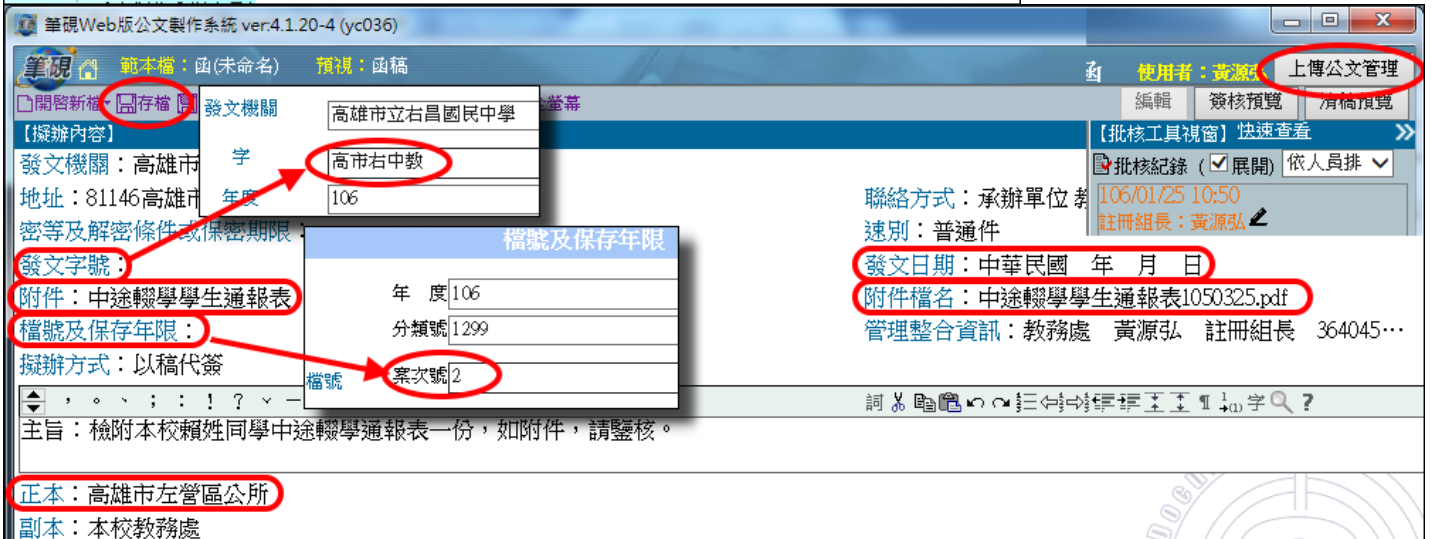 筆硯Web版公文製作系統 ver:4.1.20-4 (yc036)
筆硯 範本檔：函(未命名) 預視：函稿 函 使用者：黃源弘 上傳公文管理
開啓新檔 存檔 螢幕 編輯 簽核預覽 清稿預覽
【擬辦內容】
發文機關：高雄市
地址：81146高雄市
聯絡方式：承辦單位 教
密等及解密條件或保密期限：
速別：普通件
發文字號：
發文日期：中華民國 年 月 日
附件：中途輟學學生通報表
附件檔名：中途輟學學生通報表1050325.pdf
檔號及保存年限：
管理整合資訊：教務處 黃源弘 註冊組長 364045…
擬辦方式：以稿代簽
發文機關 高雄市立右昌國民中學
字 高市右中教
年度 106
檔號及保存年限
年 度 106
分類號 1299
檔號 案次號 2
【批核工具視窗】 快速查看 »
批核紀錄 (展開) 依人員排
106/01/25 10:50
註冊組長：黃源弘
，。、；：！？
詞 字 ?
主旨：檢附本校賴姓同學中途輟學通報表一份，如附件，請鑒核。
正本：高雄市左營區公所
副本：本校教務處